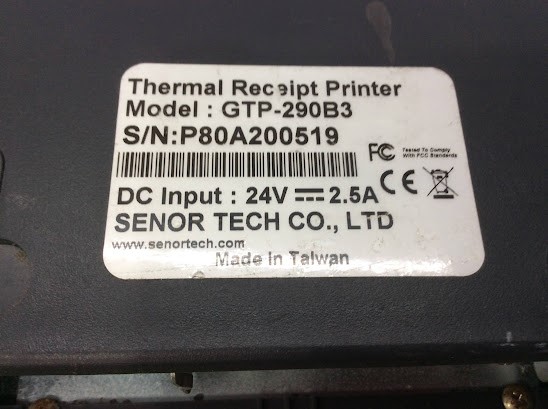 Thermal Receipt Printer
Model : GTP-290B3
S/N:P80A200519
FC Tested To Comply
With FCC Standards
DC Input : 24V ⎓ 2.5A CE
SENOR TECH CO., LTD
www.senortech.com
Made in Taiwan